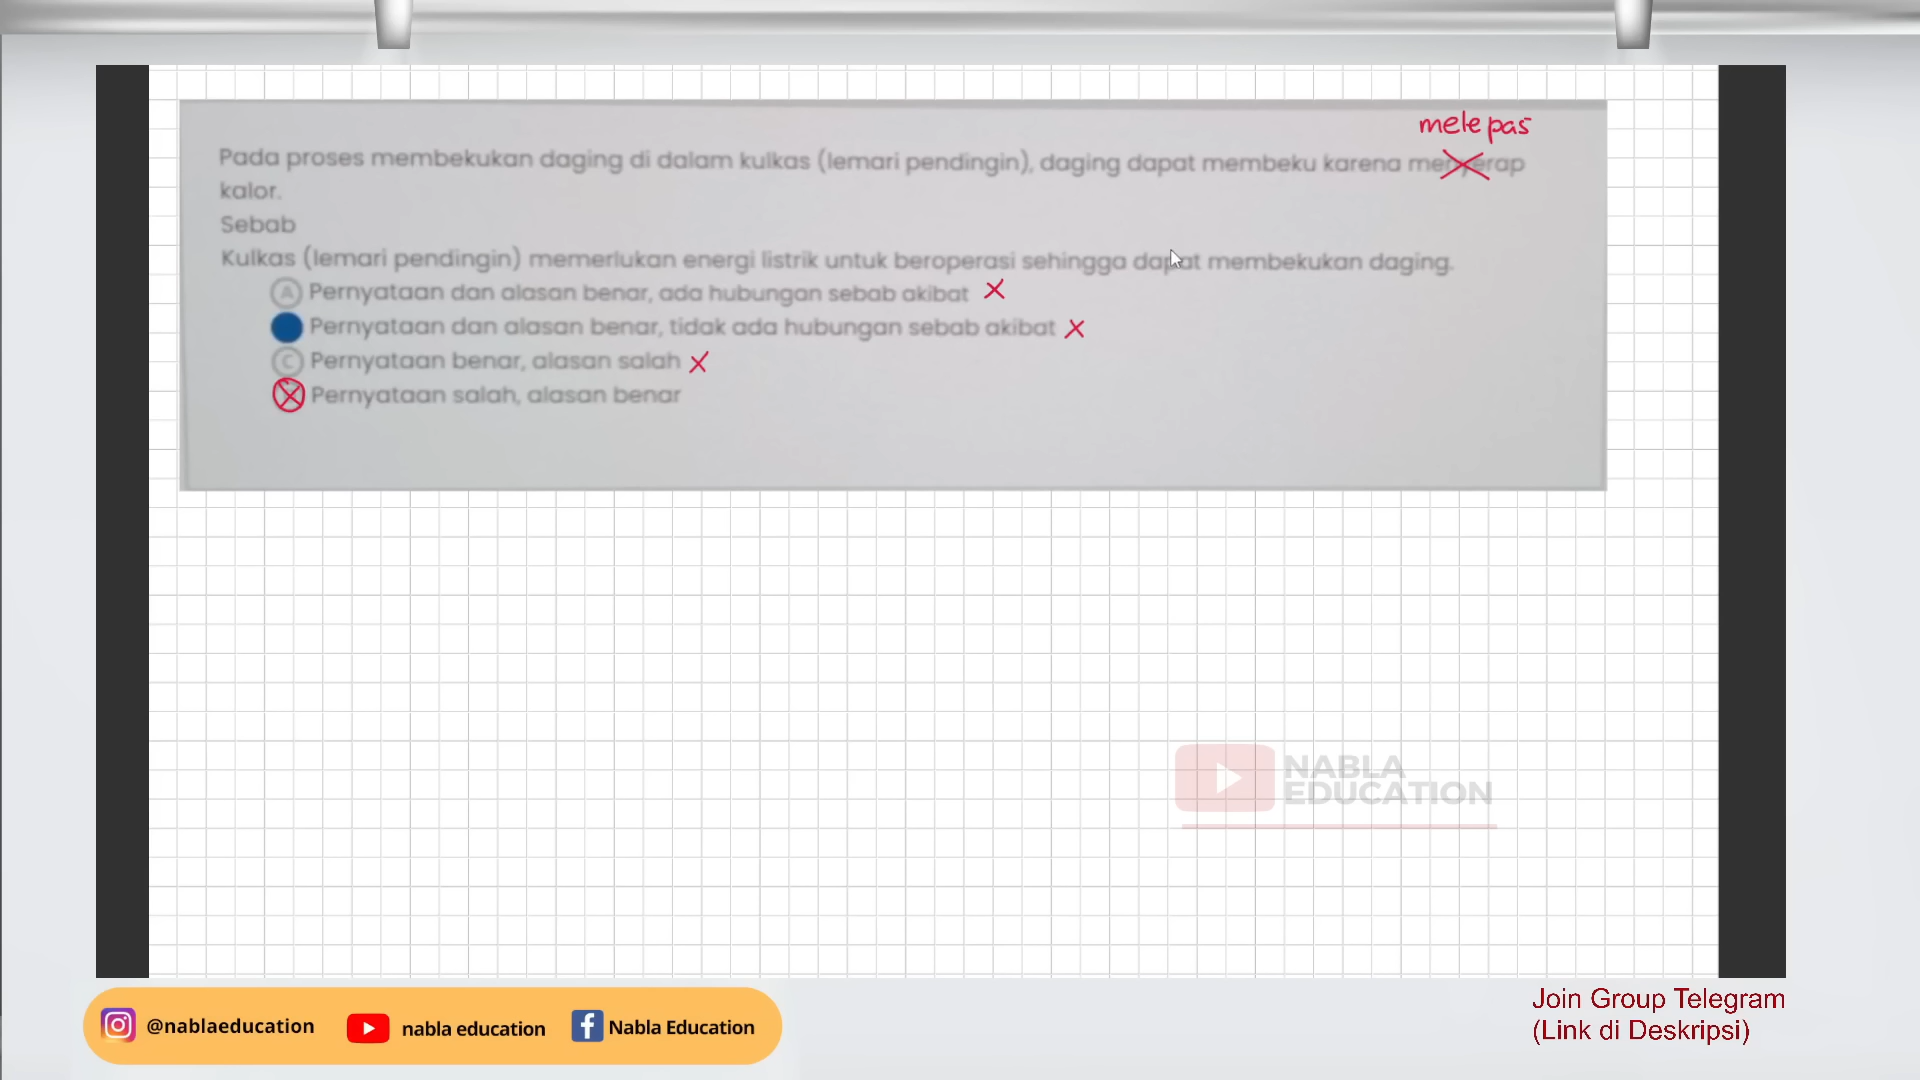 melepas
Pada proses membekukan daging di dalam kulkas (lemari pendingin), daging dapat membeku karena menyerap
kalor.
Sebab
Kulkas (lemari pendingin) memerlukan energi listrik untuk beroperasi sehingga dapat membekukan daging.
A Pernyataan dan alasan benar, ada hubungan sebab akibat X
Pernyataan dan alasan benar, tidak ada hubungan sebab akibat X
C Pernyataan benar, alasan salah X
X Pernyataan salah, alasan benar
NABLA
EDUCATION
@nablaeducation
nabla education
Nabla Education
Join Group Telegram
(Link di Deskripsi)